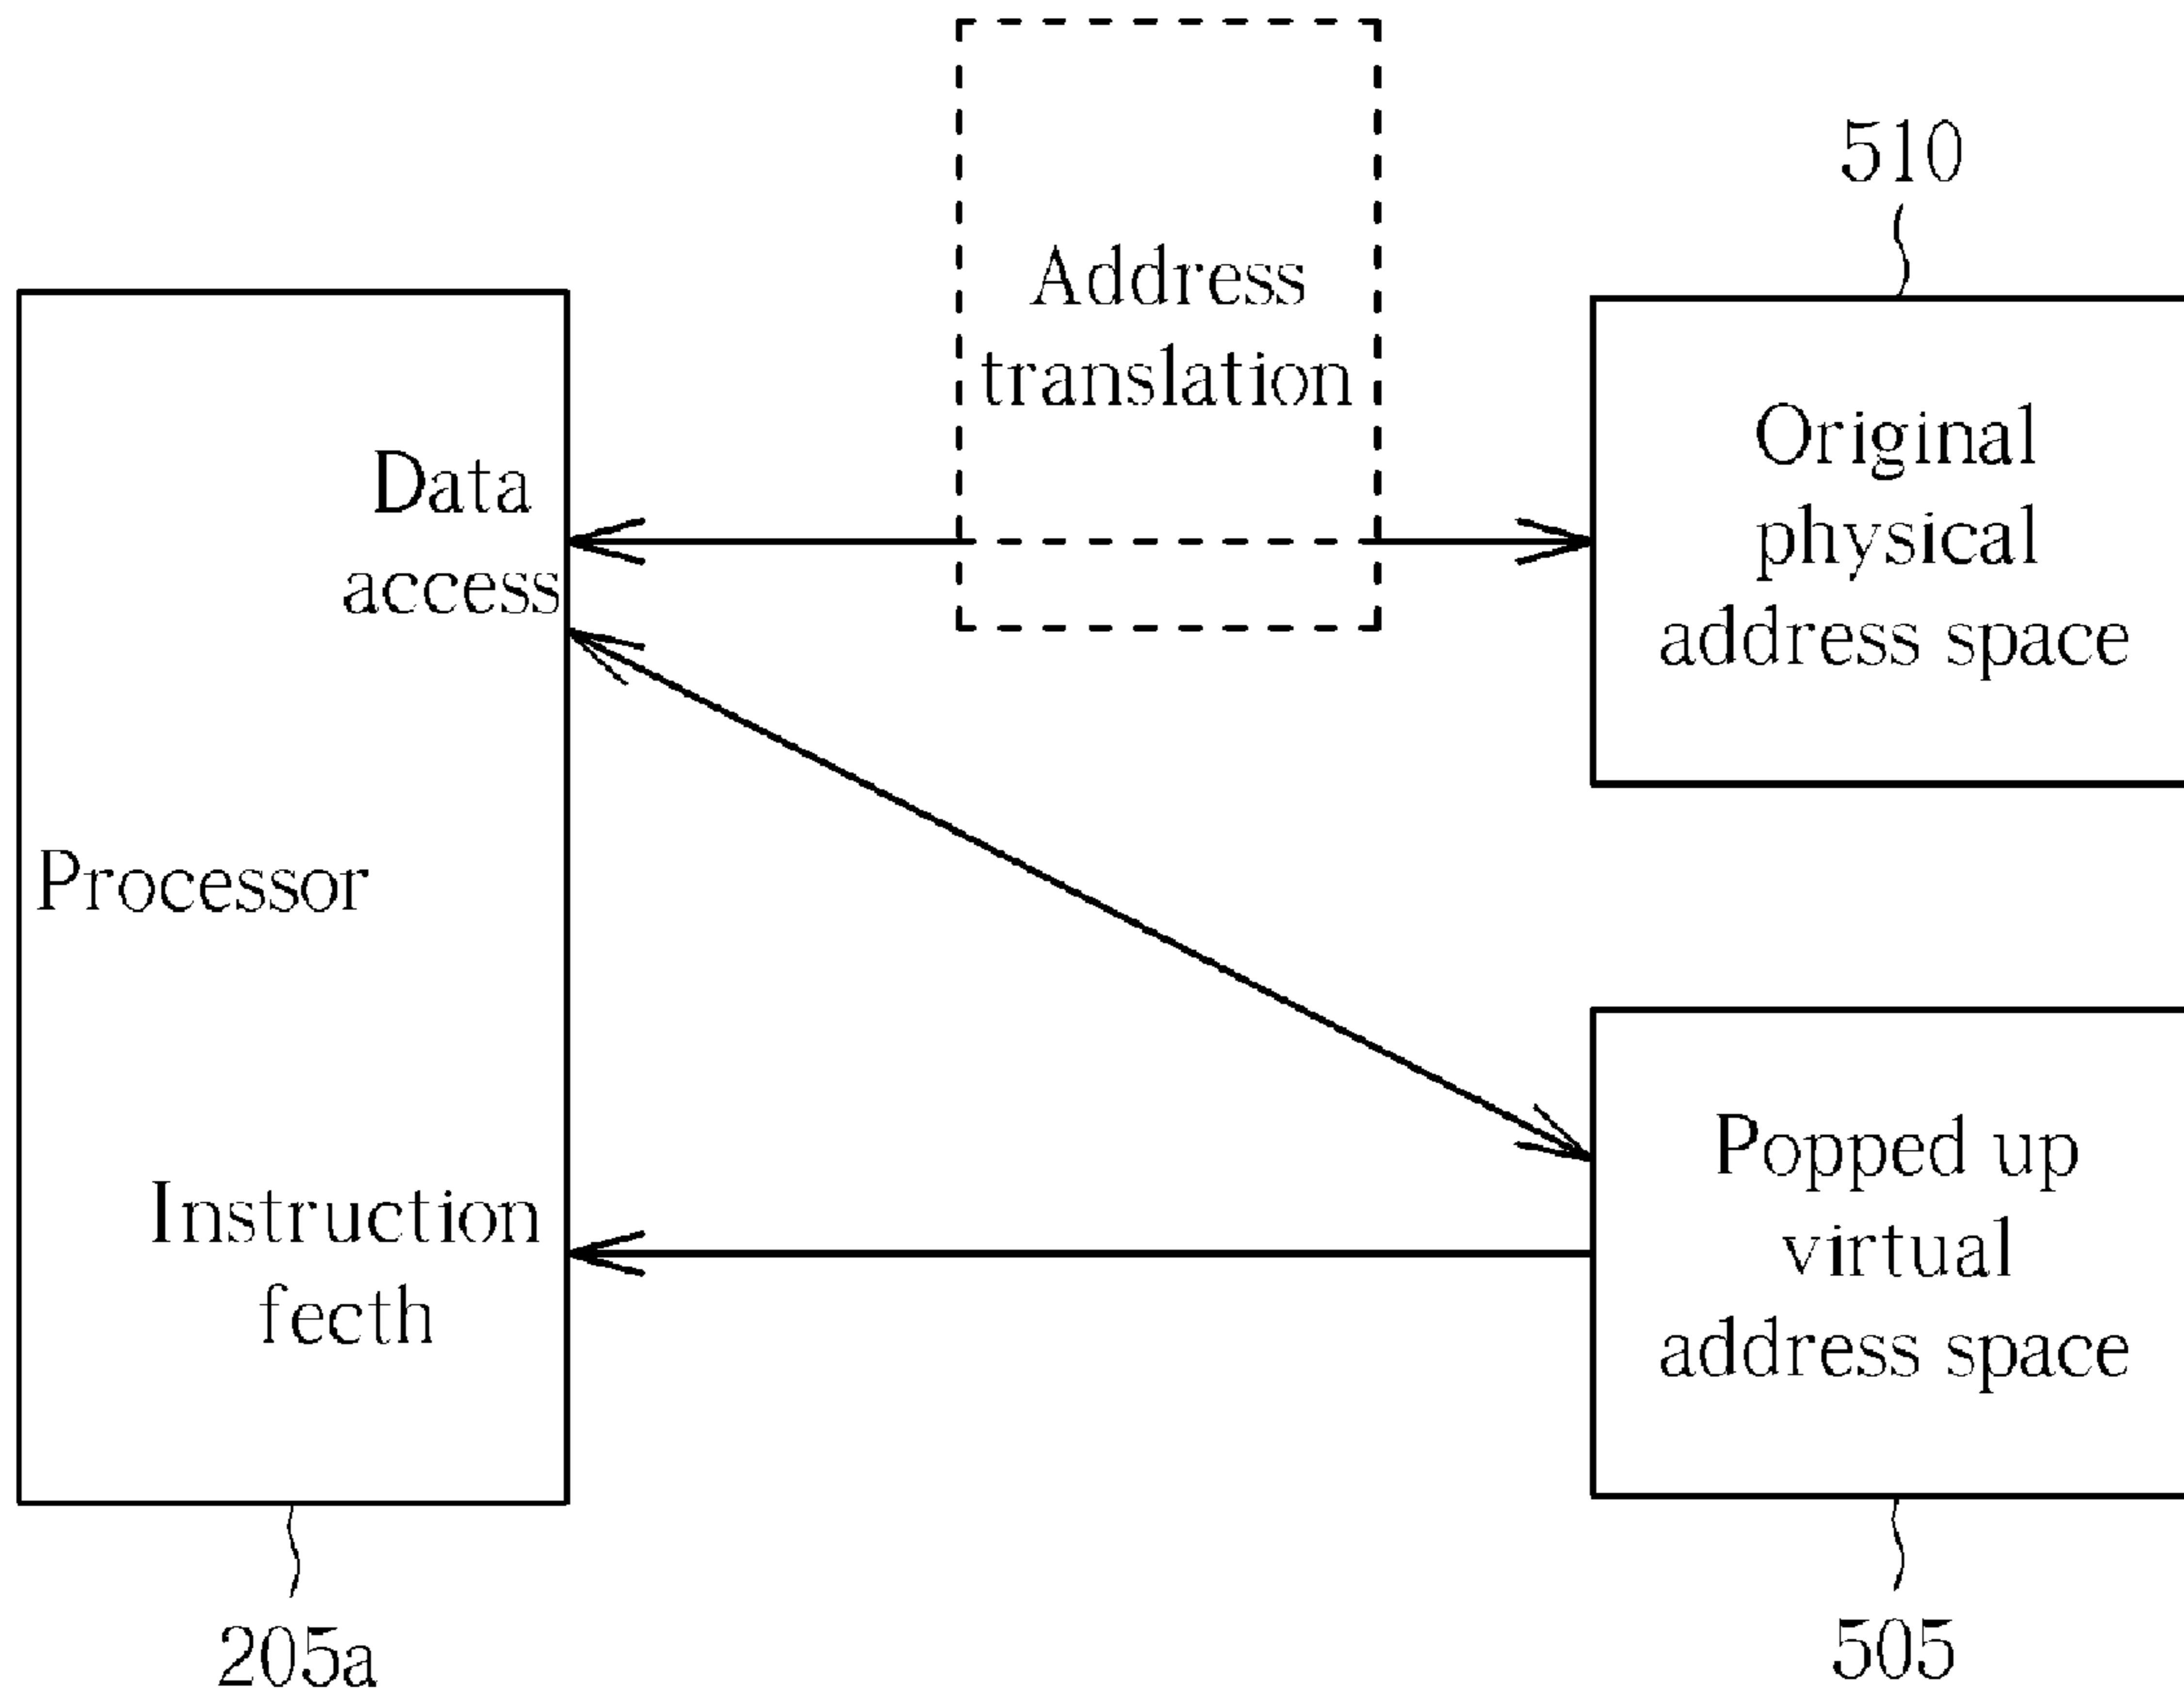 Address
translation
510
Original
physical
address space
Data
access
Processor
Instruction
fecth
Popped up
virtual
address space
205a
505